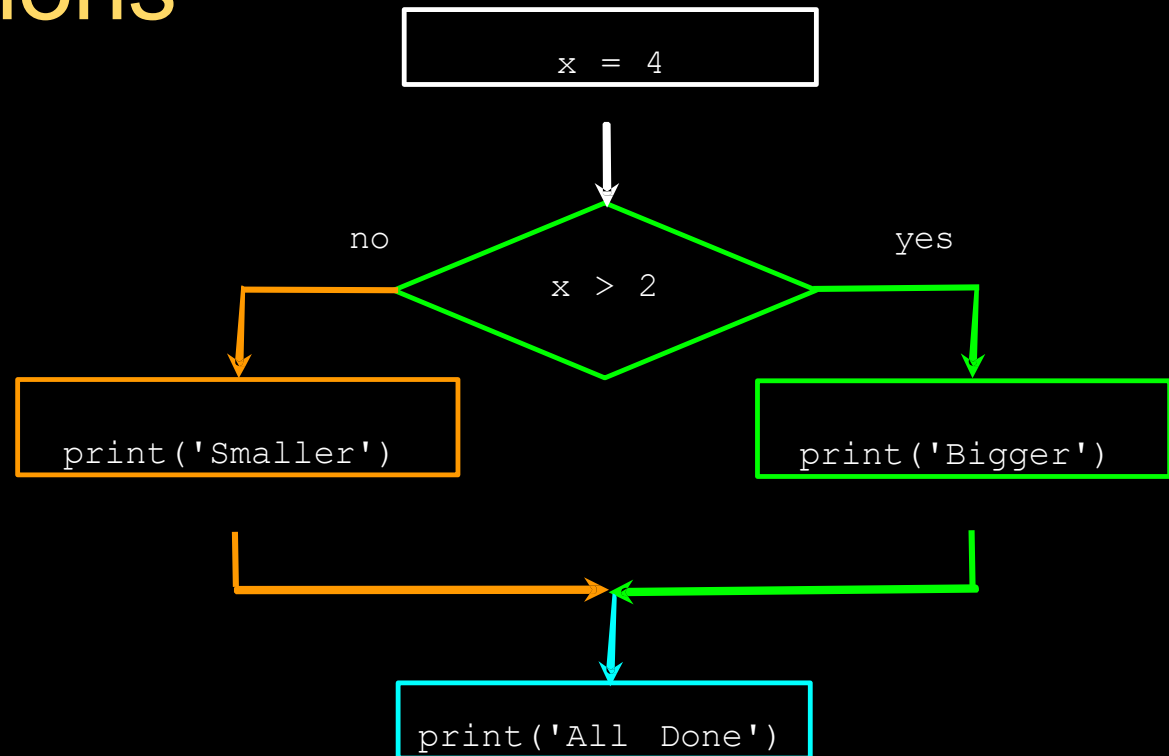 x = 4
no
yes
x > 2
print('Smaller')
print('Bigger')
print('All Done')